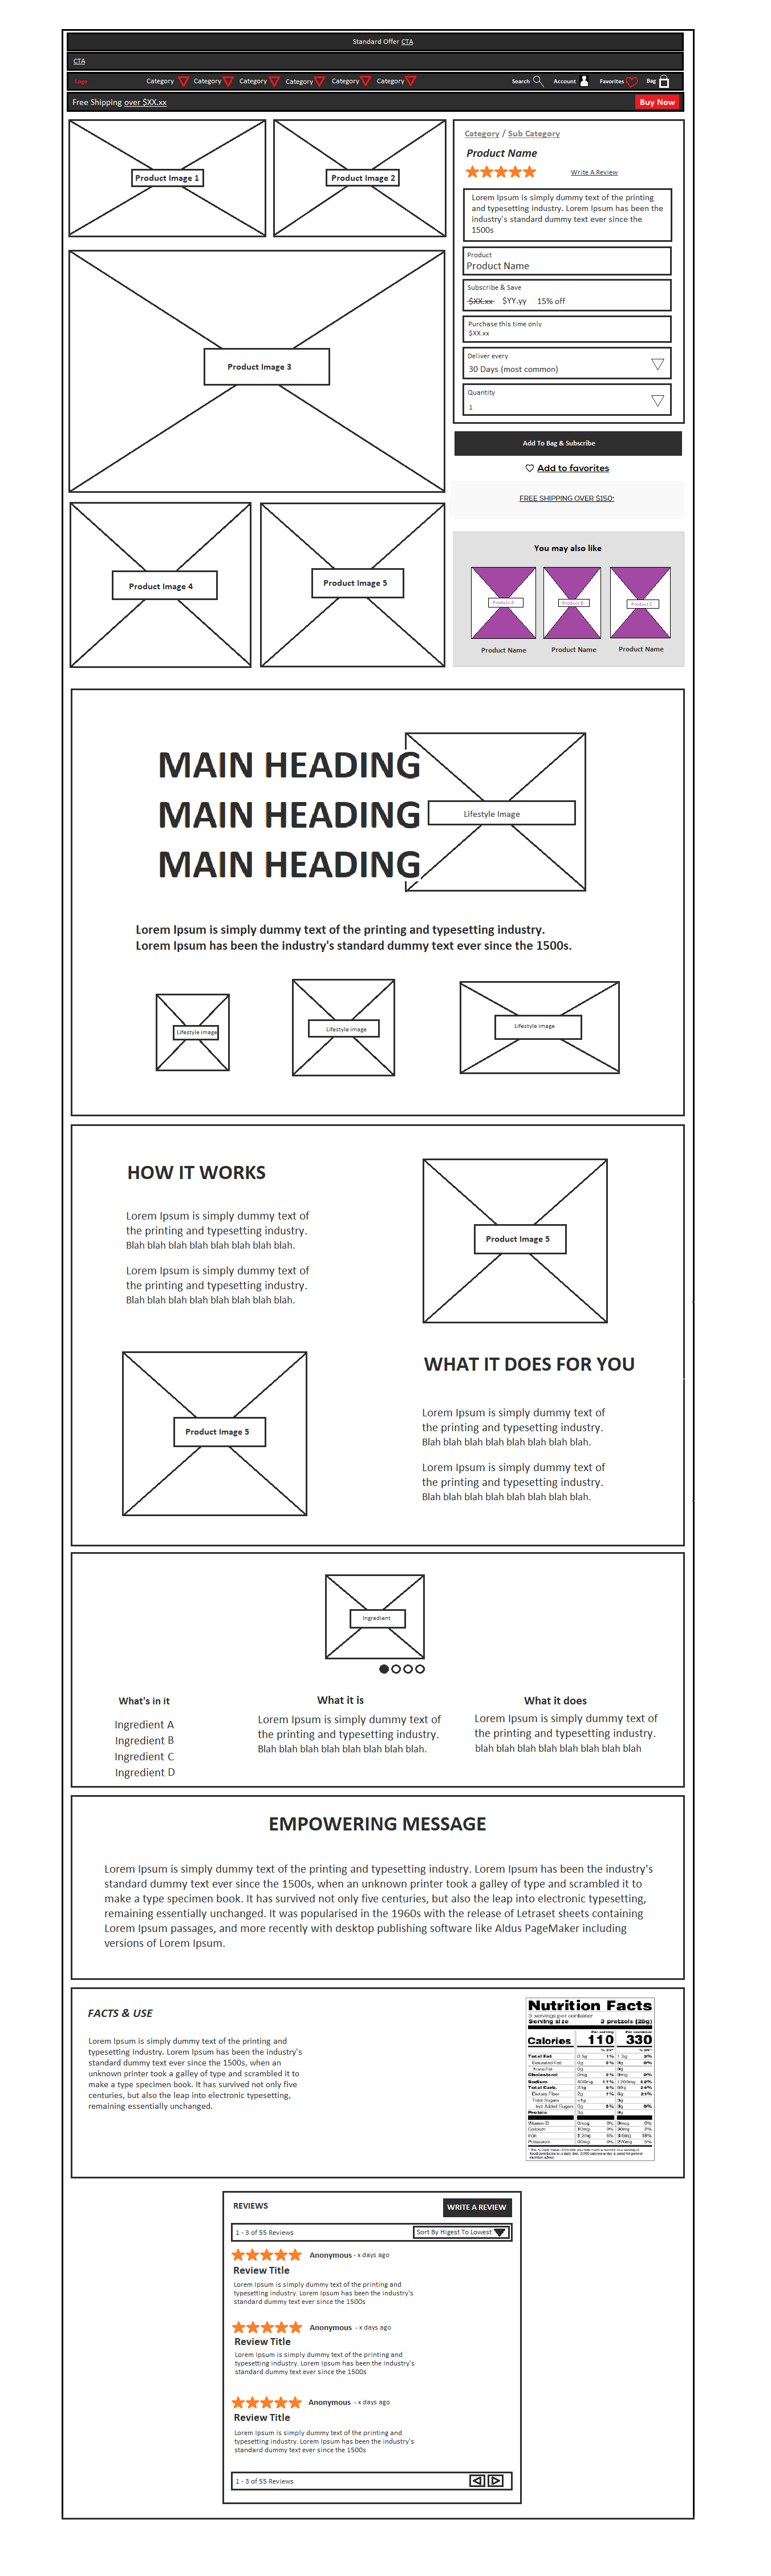 Standard Offer CTA
CTA
Logo Category Category Category Category Category Category Search Account Favorites Bag
Free Shipping over $XX.xx Buy Now
Product Image 1
Product Image 2
Product Image 3
Product Image 4
Product Image 5
Category / Sub Category
Product Name
Write A Review
Lorem Ipsum is simply dummy text of the printing
and typesetting industry. Lorem Ipsum has been the
industry's standard dummy text ever since the
1500s
Product
Product Name
Subscribe & Save
$XX.xx $YY.yy 15% off
Purchase this time only
$XX.xx
Deliver every
30 Days (most common)
Quantity
1
Add To Bag & Subscribe
Add to favorites
FREE SHIPPING OVER $150*
You may also like
Product A Product B Product C
Product Name Product Name Product Name
MAIN HEADING
MAIN HEADING
MAIN HEADING
Lifestyle Image
Lorem Ipsum is simply dummy text of the printing and typesetting industry.
Lorem Ipsum has been the industry's standard dummy text ever since the 1500s.
Lifestyle image
Lifestyle image
Lifestyle image
HOW IT WORKS
Lorem Ipsum is simply dummy text of
the printing and typesetting industry.
Blah blah blah blah blah blah blah blah.
Lorem Ipsum is simply dummy text of
the printing and typesetting industry.
Blah blah blah blah blah blah blah blah.
Product Image 5
Product Image 5
WHAT IT DOES FOR YOU
Lorem Ipsum is simply dummy text of
the printing and typesetting industry.
Blah blah blah blah blah blah blah blah.
Lorem Ipsum is simply dummy text of
the printing and typesetting industry.
Blah blah blah blah blah blah blah blah.
Ingredient
What's in it
Ingredient A
Ingredient B
Ingredient C
Ingredient D
What it is
Lorem Ipsum is simply dummy text of
the printing and typesetting industry.
Blah blah blah blah blah blah blah blah.
What it does
Lorem Ipsum is simply dummy text of
the printing and typesetting industry.
blah blah blah blah blah blah blah blah
EMPOWERING MESSAGE
Lorem Ipsum is simply dummy text of the printing and typesetting industry. Lorem Ipsum has been the industry's
standard dummy text ever since the 1500s, when an unknown printer took a galley of type and scrambled it to
make a type specimen book. It has survived not only five centuries, but also the leap into electronic typesetting,
remaining essentially unchanged. It was popularised in the 1960s with the release of Letraset sheets containing
Lorem Ipsum passages, and more recently with desktop publishing software like Aldus PageMaker including
versions of Lorem Ipsum.
FACTS & USE
Lorem Ipsum is simply dummy text of the printing and
typesetting industry. Lorem Ipsum has been the industry's
standard dummy text ever since the 1500s, when an
unknown printer took a galley of type and scrambled it to
make a type specimen book. It has survived not only five
centuries, but also the leap into electronic typesetting,
remaining essentially unchanged.
Nutrition Facts
3 servings per container
Serving size 3 pretzels (28g)
Per serving Per container
Calories 110 330
Total Fat
Saturated Fat
Trans Fat
Cholesterol
Sodium
Total Carb.
Dietary Fiber
Total Sugars
Incl. Added Sugars
Protein
Vitamin D
Calcium
Iron
Potassium
REVIEWS
WRITE A REVIEW
1 - 3 of 55 Reviews Sort By Higest To Lowest
Anonymous - x days ago
Review Title
Lorem Ipsum is simply dummy text of the printing and
typesetting industry. Lorem Ipsum has been the industry's
standard dummy text ever since the 1500s
Anonymous - x days ago
Review Title
Lorem Ipsum is simply dummy text of the printing and
typesetting industry. Lorem Ipsum has been the industry's
standard dummy text ever since the 1500s
Anonymous - x days ago
Review Title
Lorem Ipsum is simply dummy text of the printing and
typesetting industry. Lorem Ipsum has been the industry's
standard dummy text ever since the 1500s
1 - 3 of 55 Reviews